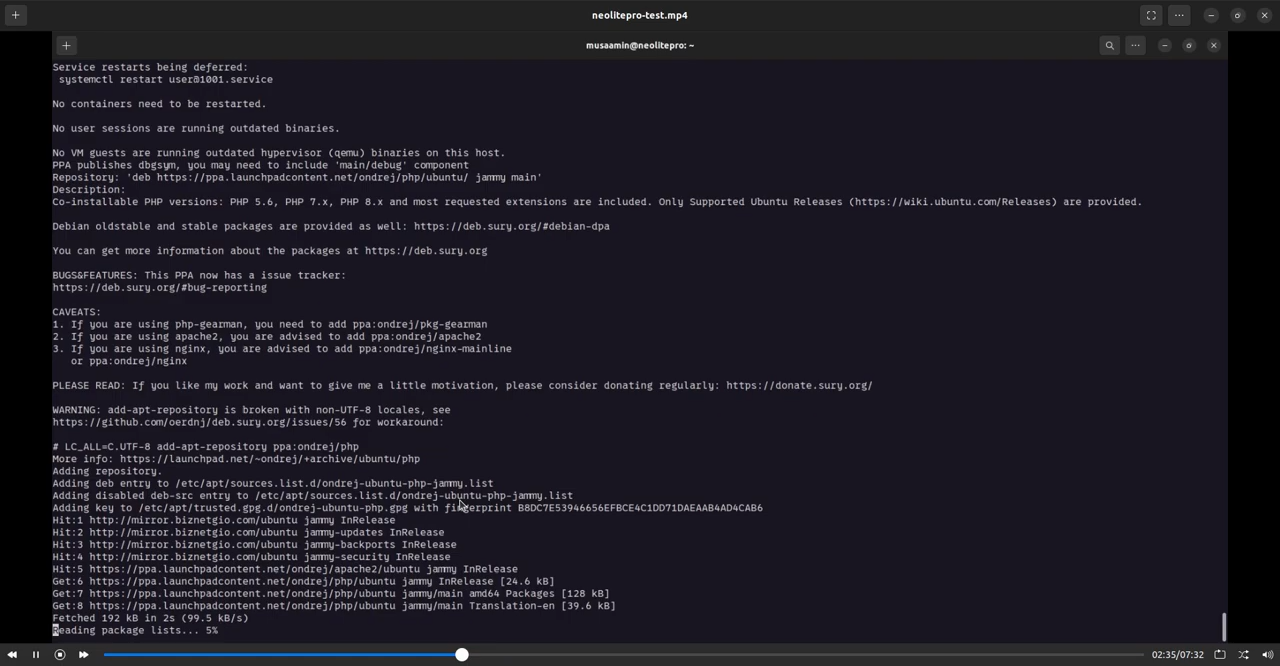 neolitepro-test.mp4
musaamin@neolitepro: ~
Service restarts being deferred:
 systemctl restart user@1001.service
No containers need to be restarted.
No user sessions are running outdated binaries.
No VM guests are running outdated hypervisor (qemu) binaries on this host.
PPA publishes dbgsym, you may need to include 'main/debug' component
Repository: 'deb https://ppa.launchpadcontent.net/ondrej/php/ubuntu/ jammy main'
Description:
Co-installable PHP versions: PHP 5.6, PHP 7.x, PHP 8.x and most requested extensions are included. Only Supported Ubuntu Releases (https://wiki.ubuntu.com/Releases) are provided.
Debian oldstable and stable packages are provided as well: https://deb.sury.org/#debian-dpa
You can get more information about the packages at https://deb.sury.org
BUGS&FEATURES: This PPA now has a issue tracker:
https://deb.sury.org/#bug-reporting
CAVEATS:
1. If you are using php-gearman, you need to add ppa:ondrej/pkg-gearman
2. If you are using apache2, you are advised to add ppa:ondrej/apache2
3. If you are using nginx, you are advised to add ppa:ondrej/nginx-mainline
   or ppa:ondrej/nginx
PLEASE READ: If you like my work and want to give me a little motivation, please consider donating regularly: https://donate.sury.org/
WARNING: add-apt-repository is broken with non-UTF-8 locales, see
https://github.com/oerdnj/deb.sury.org/issues/56 for workaround:
# LC_ALL=C.UTF-8 add-apt-repository ppa:ondrej/php
More info: https://launchpad.net/~ondrej/+archive/ubuntu/php
Adding repository.
Adding deb entry to /etc/apt/sources.list.d/ondrej-ubuntu-php-jammy.list
Adding disabled deb-src entry to /etc/apt/sources.list.d/ondrej-ubuntu-php-jammy.list
Adding key to /etc/apt/trusted.gpg.d/ondrej-ubuntu-php.gpg with fingerprint B8DC7E53946656EFBCE4C1DD71DAEAAB4AD4CAB6
Hit:1 http://mirror.biznetgio.com/ubuntu jammy InRelease
Hit:2 http://mirror.biznetgio.com/ubuntu jammy-updates InRelease
Hit:3 http://mirror.biznetgio.com/ubuntu jammy-backports InRelease
Hit:4 http://mirror.biznetgio.com/ubuntu jammy-security InRelease
Hit:5 https://ppa.launchpadcontent.net/ondrej/apache2/ubuntu jammy InRelease
Get:6 https://ppa.launchpadcontent.net/ondrej/php/ubuntu jammy InRelease [24.6 kB]
Get:7 https://ppa.launchpadcontent.net/ondrej/php/ubuntu jammy/main amd64 Packages [128 kB]
Get:8 https://ppa.launchpadcontent.net/ondrej/php/ubuntu jammy/main Translation-en [39.6 kB]
Fetched 192 kB in 2s (99.5 kB/s)
Reading package lists... 5%
02:35/07:32